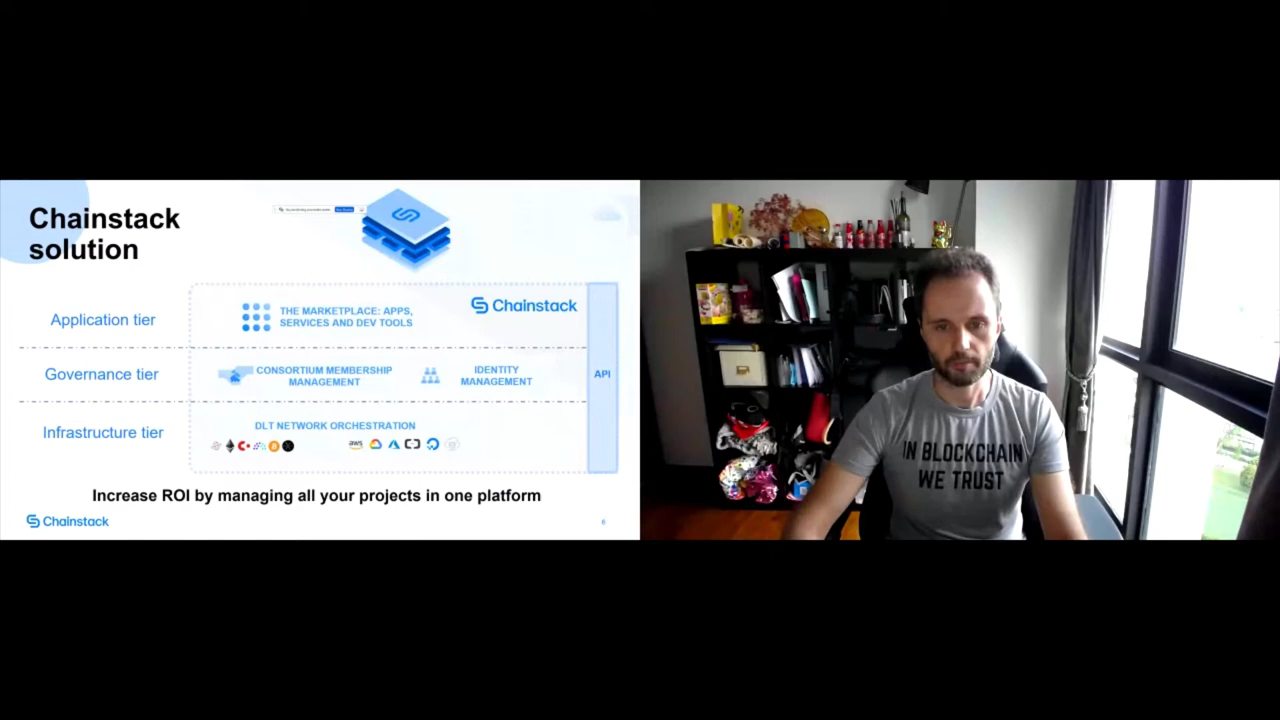 Chainstack
solution
Application tier
THE MARKETPLACE: APPS,
SERVICES AND DEV TOOLS
Chainstack
Governance tier
CONSORTIUM MEMBERSHIP
MANAGEMENT
IDENTITY
MANAGEMENT
API
Infrastructure tier
DLT NETWORK ORCHESTRATION
aws
Increase ROI by managing all your projects in one platform
Chainstack
6
IN BLOCKCHAIN
WE TRUST